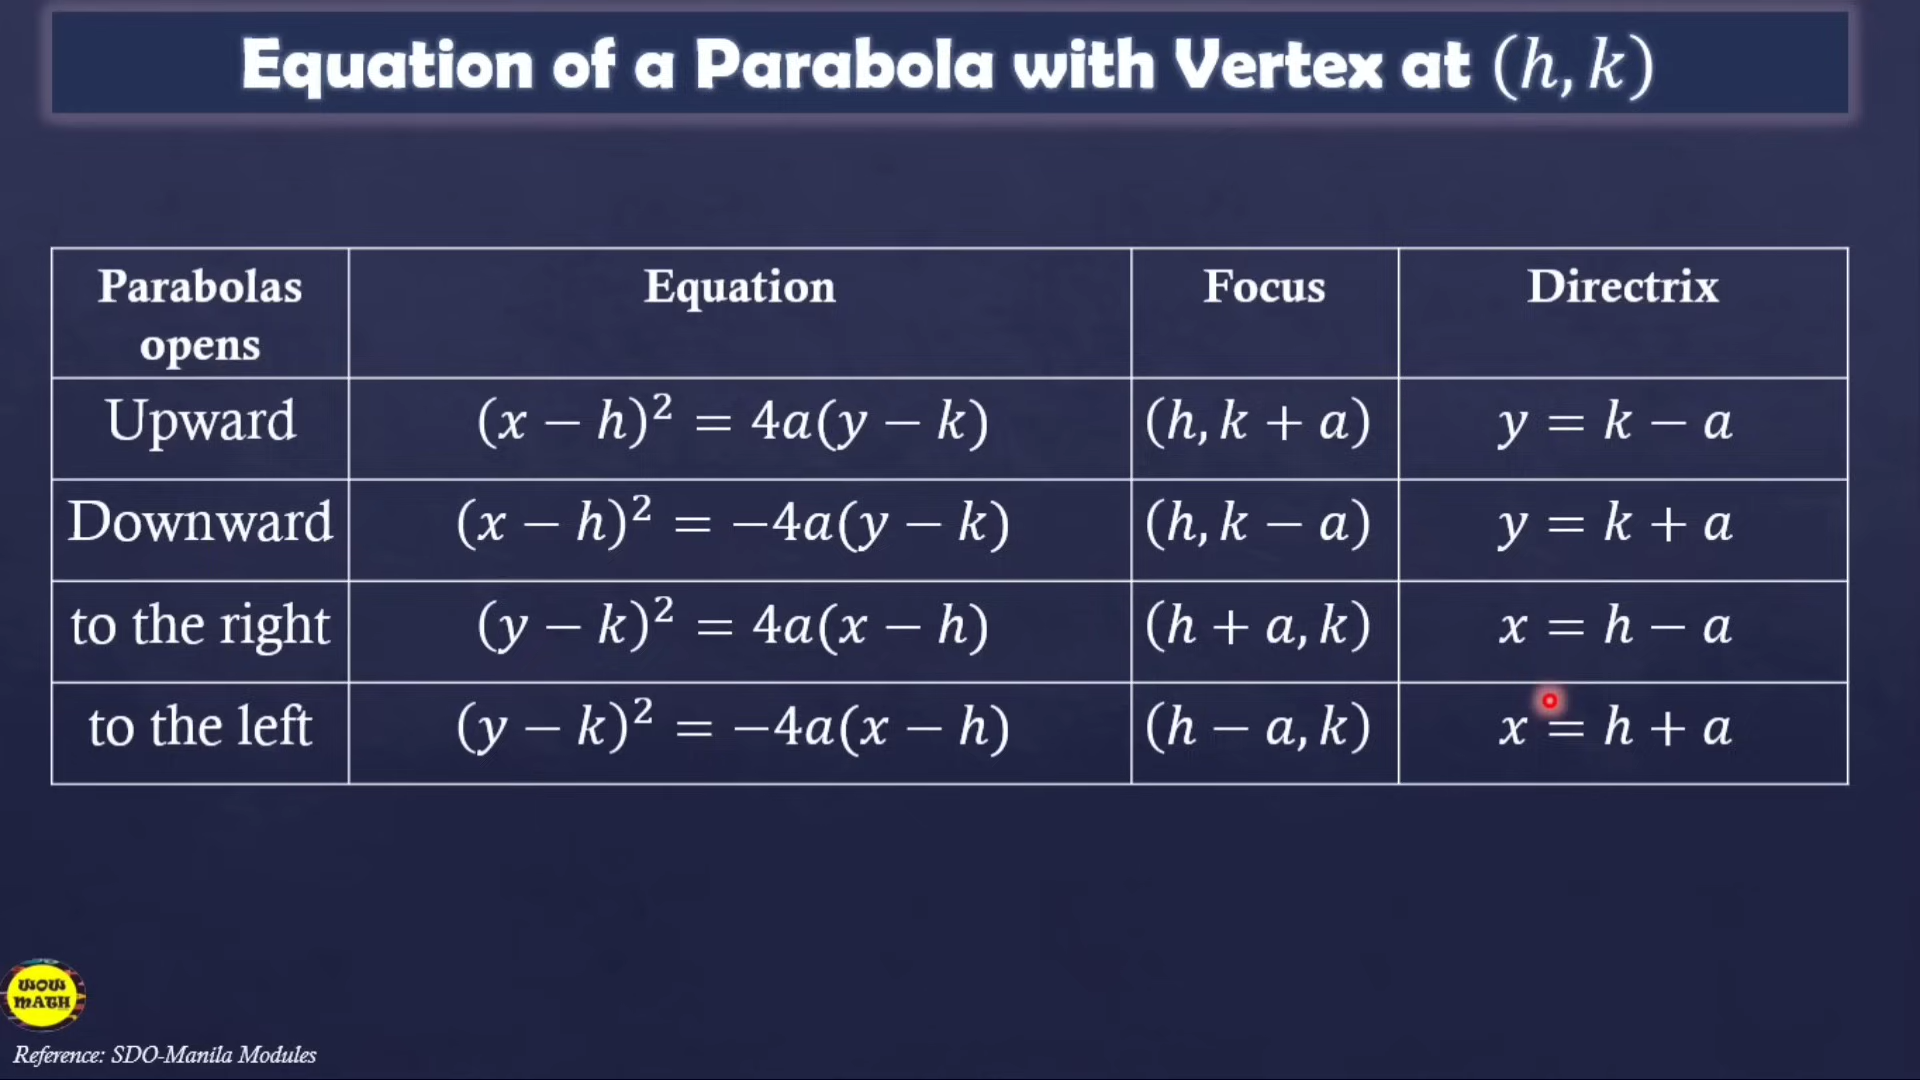 Equation of a Parabola with Vertex at (h, k)
Parabolas opens | Equation | Focus | Directrix
Upward | (x − h)² = 4a(y − k) | (h, k + a) | y = k − a
Downward | (x − h)² = −4a(y − k) | (h, k − a) | y = k + a
to the right | (y − k)² = 4a(x − h) | (h + a, k) | x = h − a
to the left | (y − k)² = −4a(x − h) | (h − a, k) | x = h + a
WOW
MATH
Reference: SDO-Manila Modules